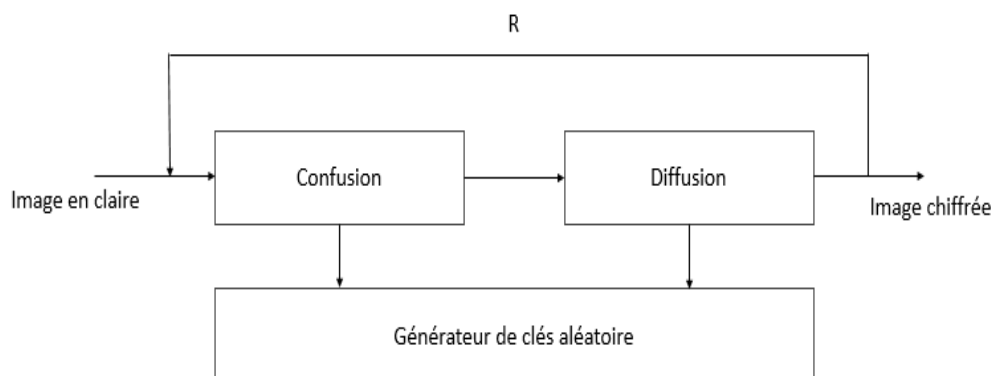 R
Confusion
Diffusion
Image en claire
Image chiffrée
Générateur de clés aléatoire